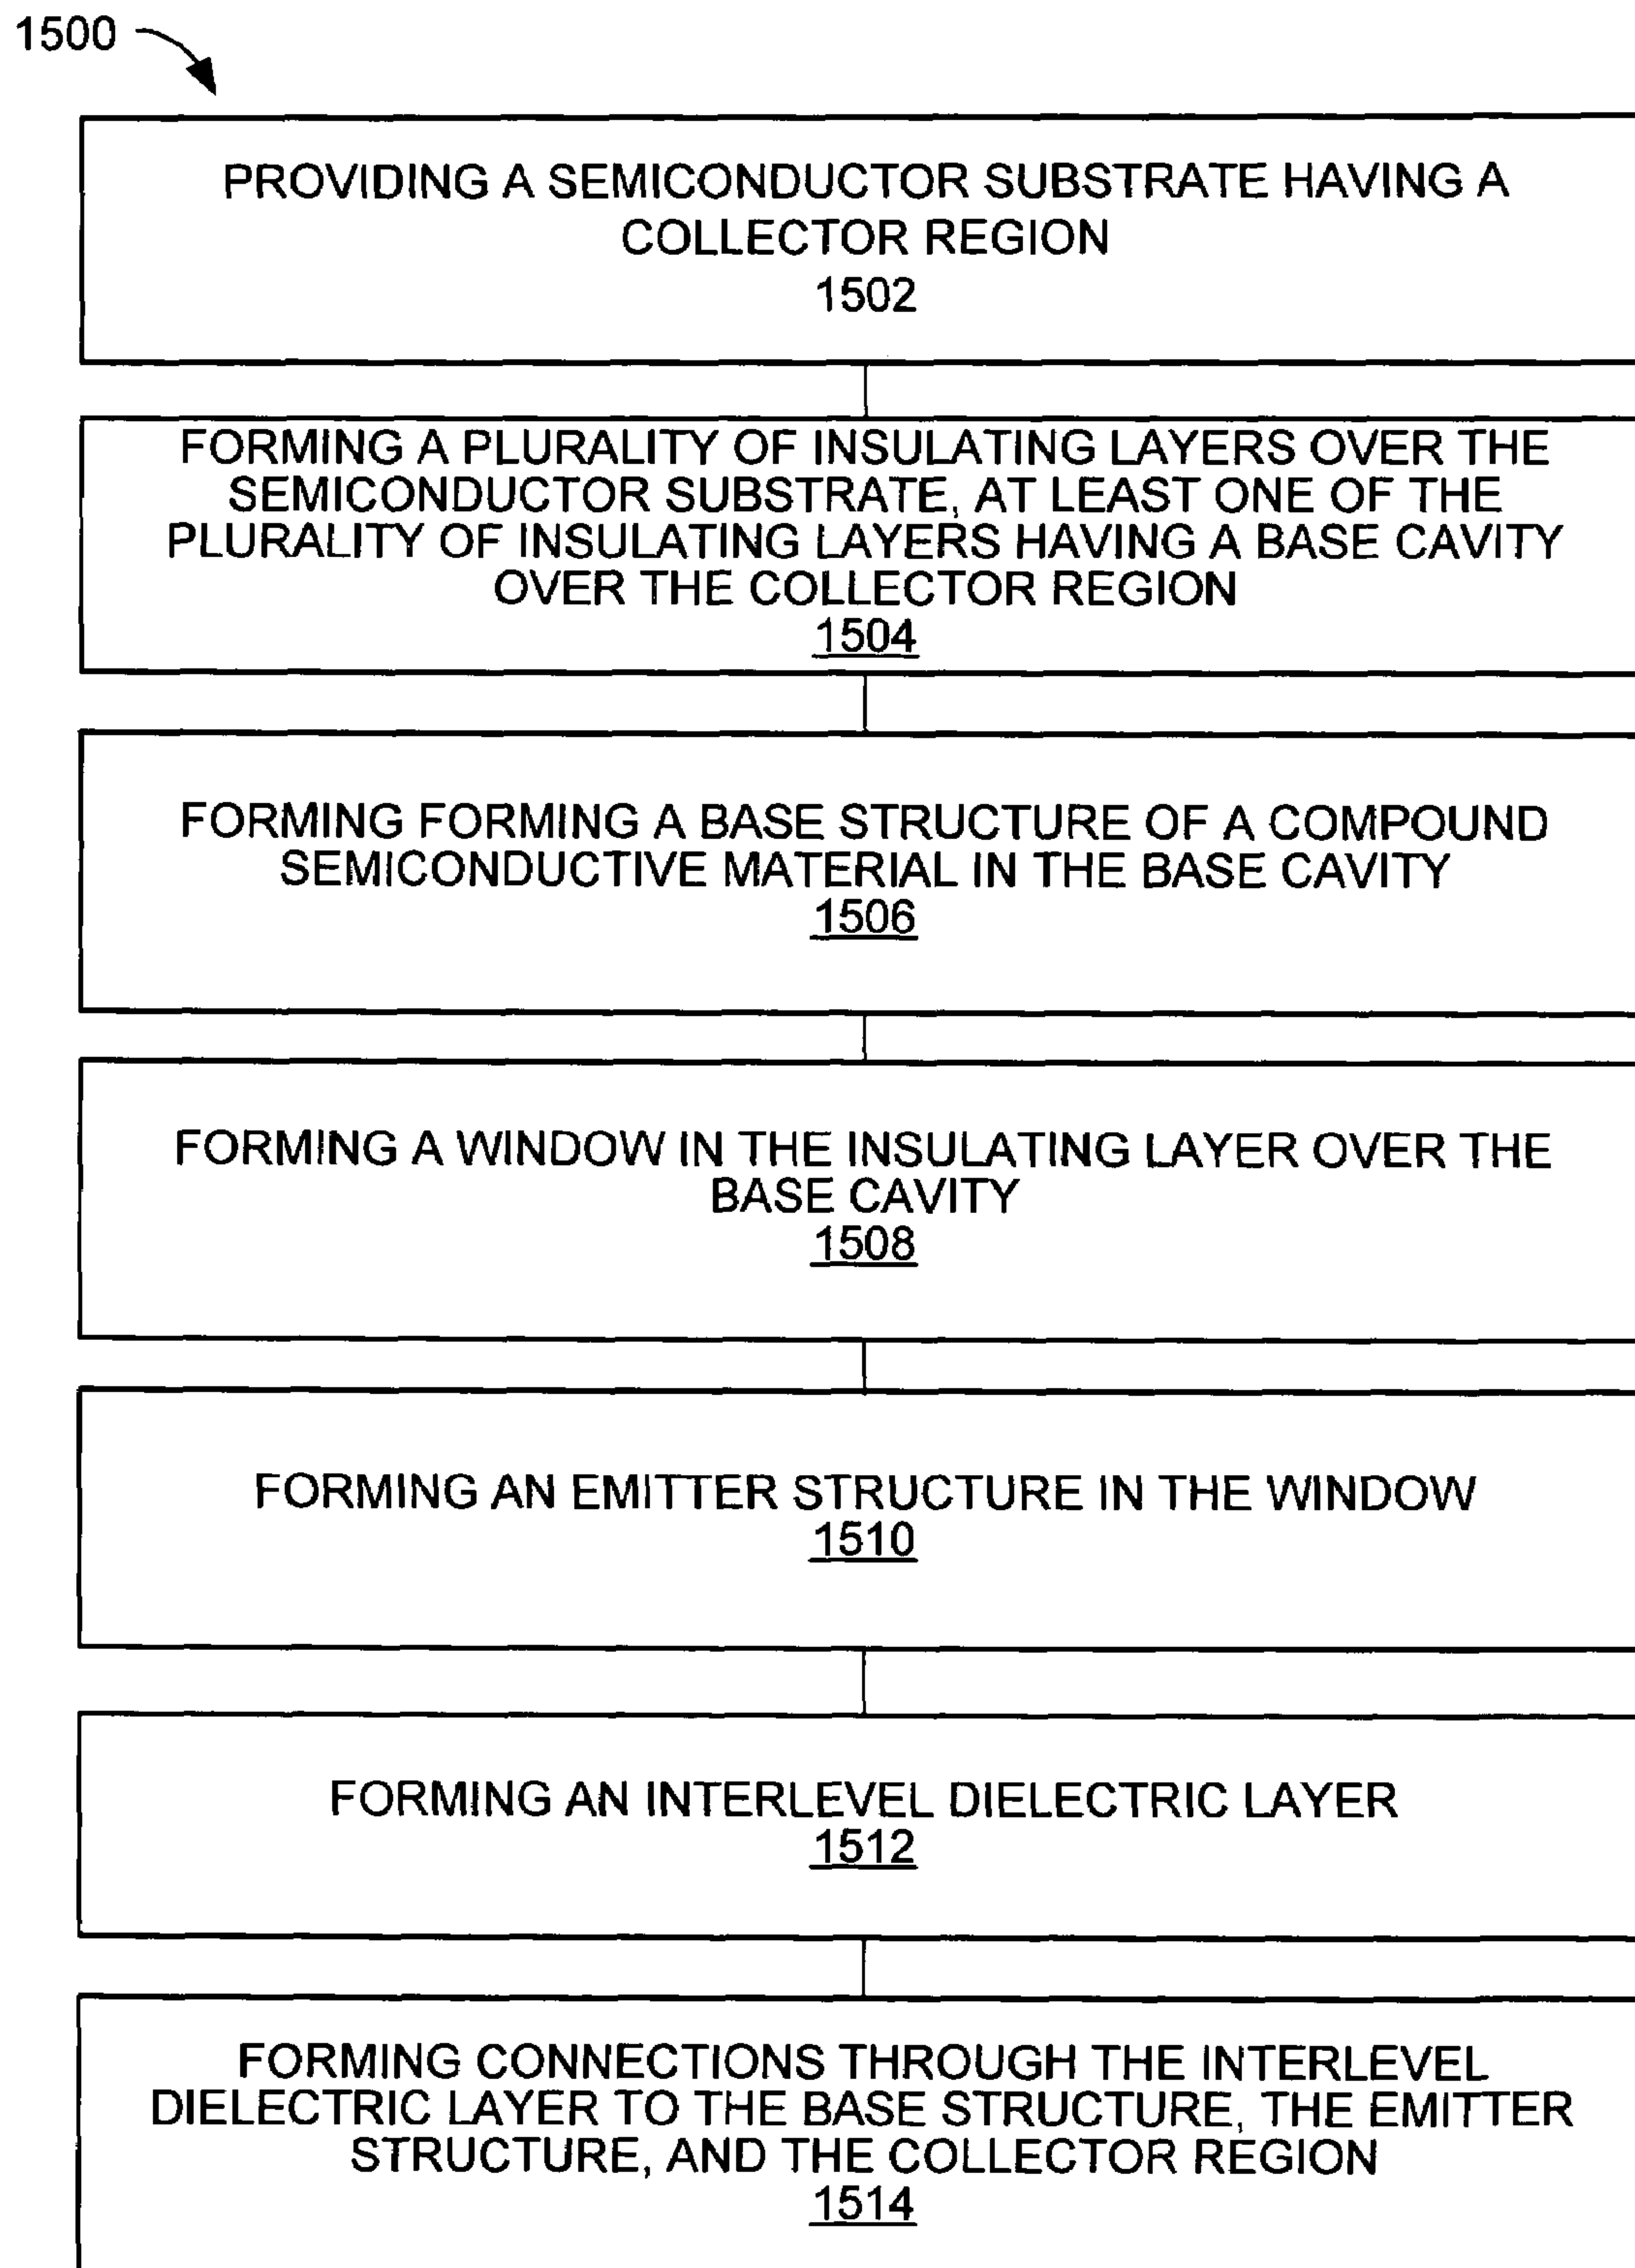 1500
PROVIDING A SEMICONDUCTOR SUBSTRATE HAVING A
COLLECTOR REGION
1502
FORMING A PLURALITY OF INSULATING LAYERS OVER THE
SEMICONDUCTOR SUBSTRATE, AT LEAST ONE OF THE
PLURALITY OF INSULATING LAYERS HAVING A BASE CAVITY
OVER THE COLLECTOR REGION
1504
FORMING FORMING A BASE STRUCTURE OF A COMPOUND
SEMICONDUCTIVE MATERIAL IN THE BASE CAVITY
1506
FORMING A WINDOW IN THE INSULATING LAYER OVER THE
BASE CAVITY
1508
FORMING AN EMITTER STRUCTURE IN THE WINDOW
1510
FORMING AN INTERLEVEL DIELECTRIC LAYER
1512
FORMING CONNECTIONS THROUGH THE INTERLEVEL
DIELECTRIC LAYER TO THE BASE STRUCTURE, THE EMITTER
STRUCTURE, AND THE COLLECTOR REGION
1514